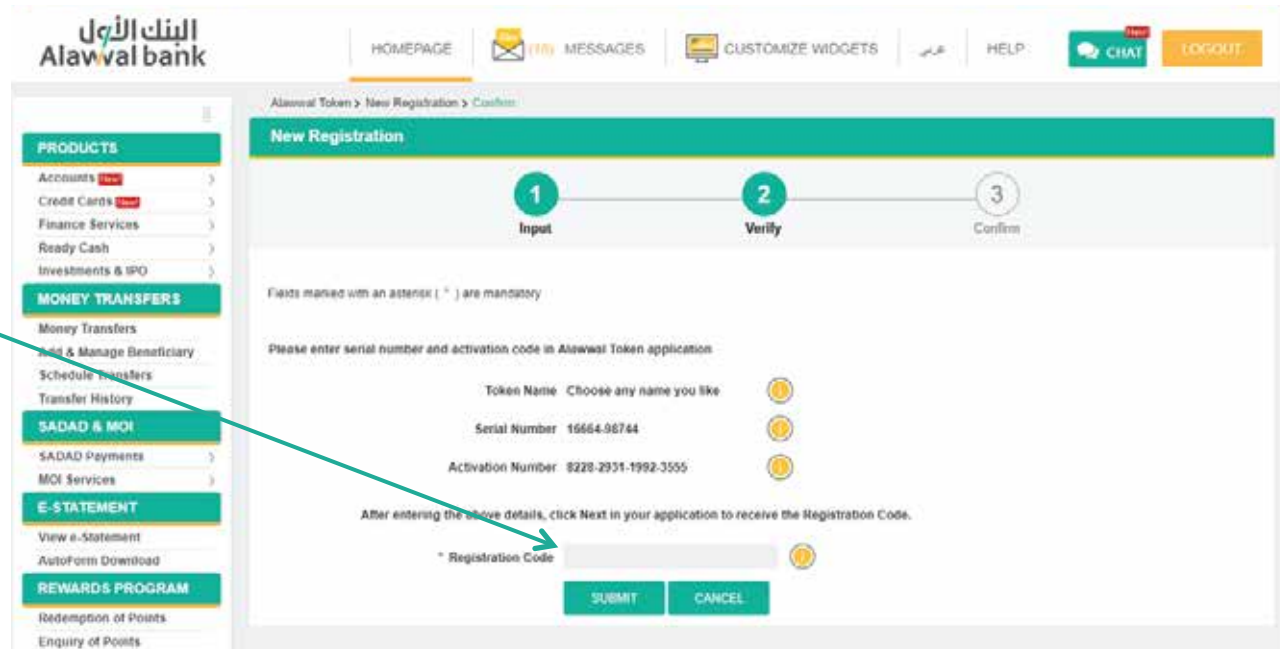 البنك الأول
Alawwal bank
HOMEPAGE
MESSAGES
CUSTOMIZE WIDGETS
عربي
HELP
New!
CHAT
LOGOUT
Alawwal Token > New Registration > Confirm
New Registration
PRODUCTS
Accounts New!
Credit Cards New!
Finance Services
Ready Cash
Investments & IPO
MONEY TRANSFERS
Money Transfers
Add & Manage Beneficiary
Schedule Transfers
Transfer History
SADAD & MOI
SADAD Payments
MOI Services
E-STATEMENT
View e-Statement
AutoForm Download
REWARDS PROGRAM
Redemption of Points
Enquiry of Points
1
Input
2
Verify
3
Confirm
Fields marked with an asterisk ( * ) are mandatory
Please enter serial number and activation code in Alawwal Token application
Token Name Choose any name you like
Serial Number 16664-98744
Activation Number 8228-2931-1992-3555
After entering the above details, click Next in your application to receive the Registration Code.
* Registration Code
SUBMIT
CANCEL